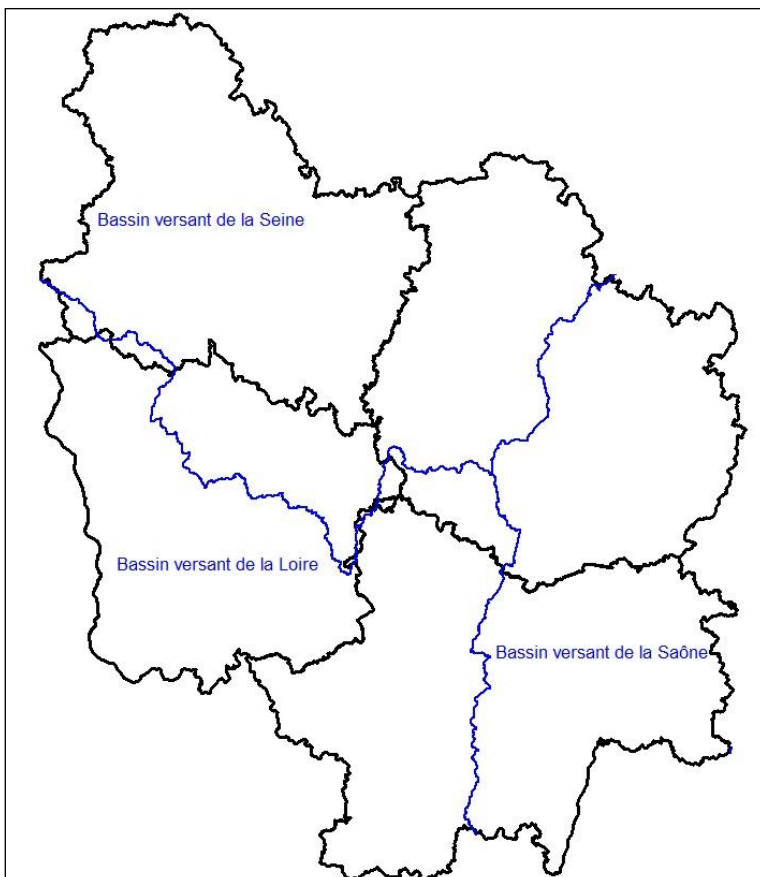 Bassin versant de la Seine
Bassin versant de la Loire
Bassin versant de la Saône